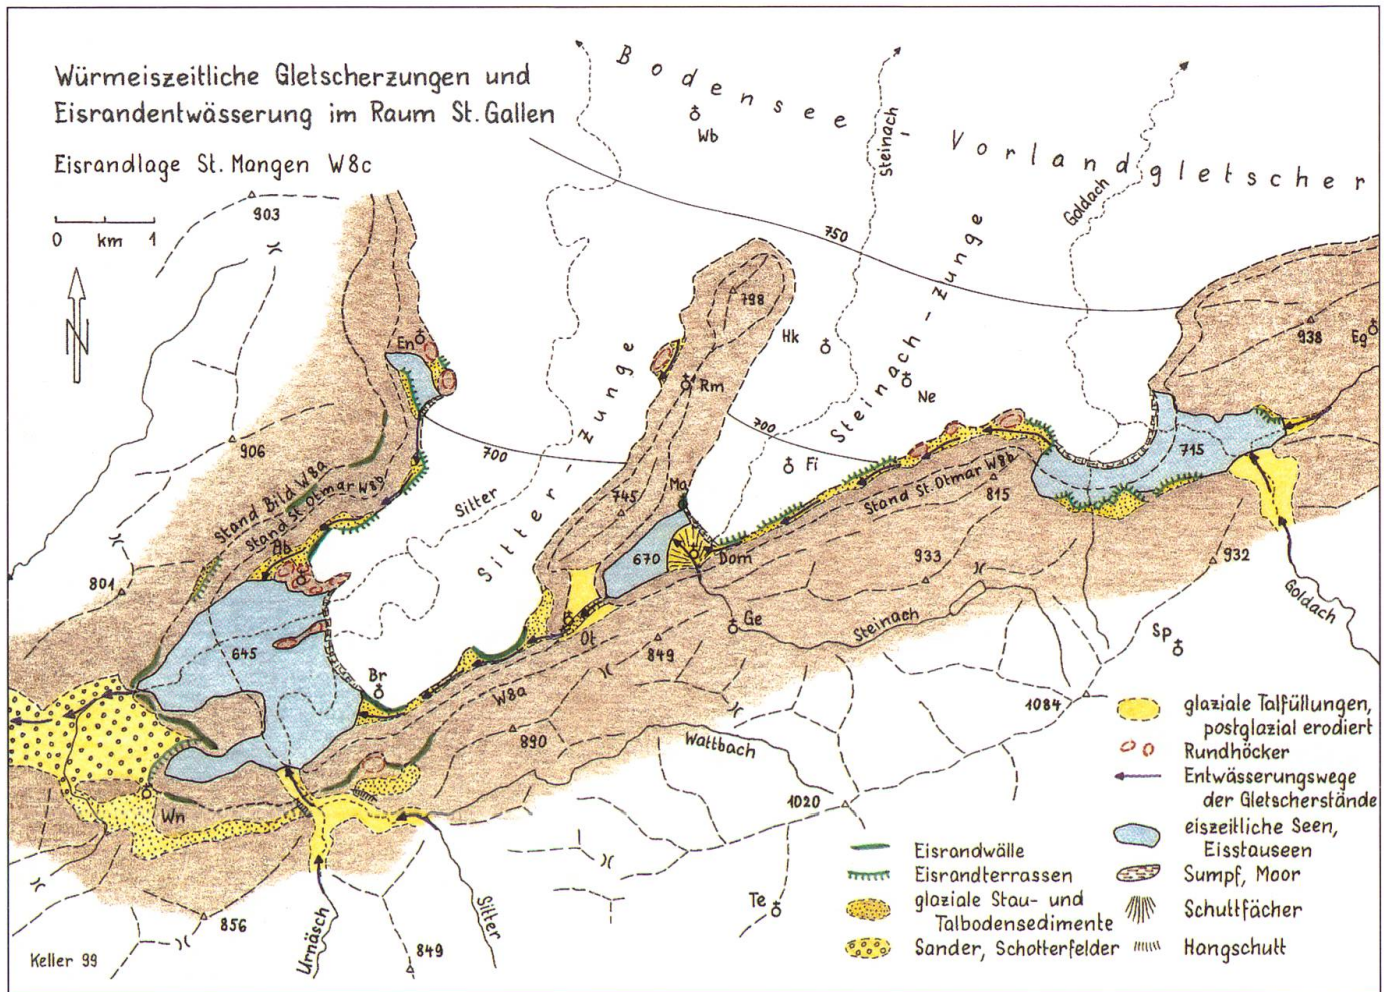 Würmeiszeitliche Gletscherzungen und
Eisrandentwässerung im Raum St. Gallen
Eisrandlage St. Mangen W8c
0 km 1
N
Bodensee - Vorlandgletscher
Wb
Steinach
Goldach
903
750
798
938
Eg
En
Hk
Rm
Ne
Steinach-zunge
Sitter-zunge
906
700
700
715
Fi
Stand Bild W8a
Stand St. Otmar W8b
Sitter
745
Ma
Stand St. Otmar W8b
815
Ab
801
670
Dom
933
932
Goldach
645
Ot
Ge
Steinach
Sp
849
Br
W8a
890
Wattbach
1084
Wn
1020
Te
856
Urnäsch
Sitter
849
Keller 99
Eisrandwälle
Eisrandterrassen
glaziale Stau- und
Talbodensedimente
Sander, Schotterfelder
glaziale Talfüllungen,
postglazial erodiert
Rundhöcker
Entwässerungswege
der Gletscherstände
eiszeitliche Seen,
Eisstauseen
Sumpf, Moor
Schuttfächer
Hangschutt